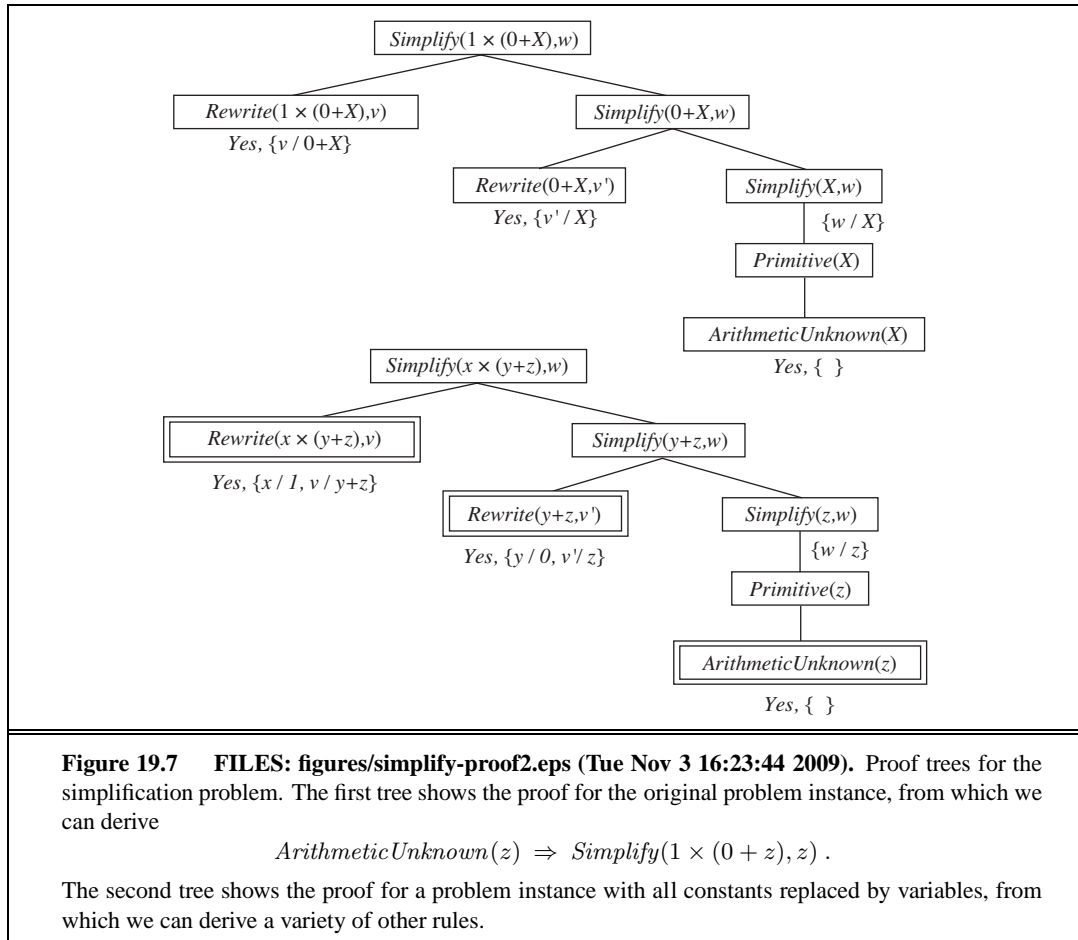 Simplify(1 × (0+X),w)
Rewrite(1 × (0+X),v)
Simplify(0+X,w)
Yes, {v / 0+X}
Rewrite(0+X,v')
Simplify(X,w)
Yes, {v' / X}
{w / X}
Primitive(X)
ArithmeticUnknown(X)
Yes, { }
Simplify(x × (y+z),w)
Rewrite(x × (y+z),v)
Simplify(y+z,w)
Yes, {x / 1, v / y+z}
Rewrite(y+z,v')
Simplify(z,w)
Yes, {y / 0, v'/ z}
{w / z}
Primitive(z)
ArithmeticUnknown(z)
Yes, { }
Figure 19.7 FILES: figures/simplify-proof2.eps (Tue Nov 3 16:23:44 2009). Proof trees for the
simplification problem. The first tree shows the proof for the original problem instance, from which we
can derive
ArithmeticUnknown(z) ⇒ Simplify(1 × (0 + z), z) .
The second tree shows the proof for a problem instance with all constants replaced by variables, from
which we can derive a variety of other rules.